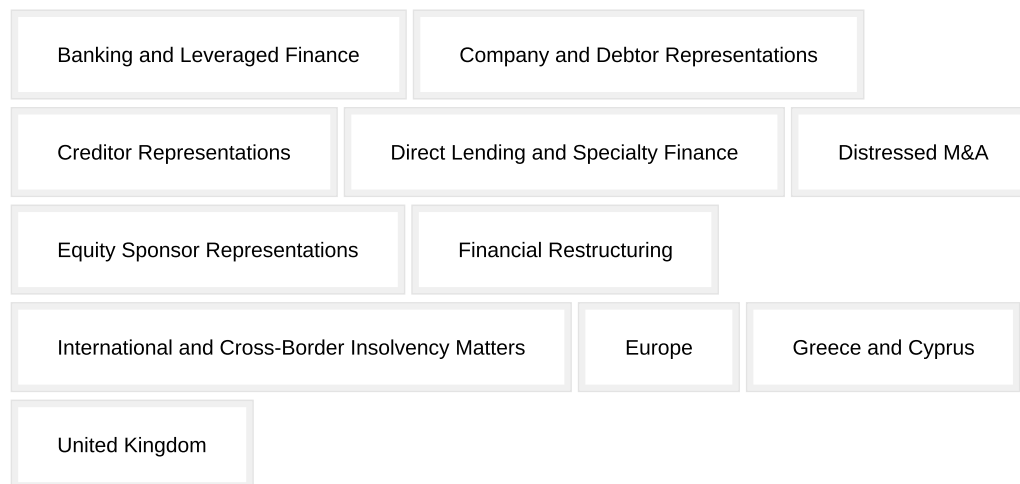 Banking and Leveraged Finance Company and Debtor Representations
Creditor Representations Direct Lending and Specialty Finance Distressed M&A
Equity Sponsor Representations Financial Restructuring
International and Cross-Border Insolvency Matters Europe Greece and Cyprus
United Kingdom